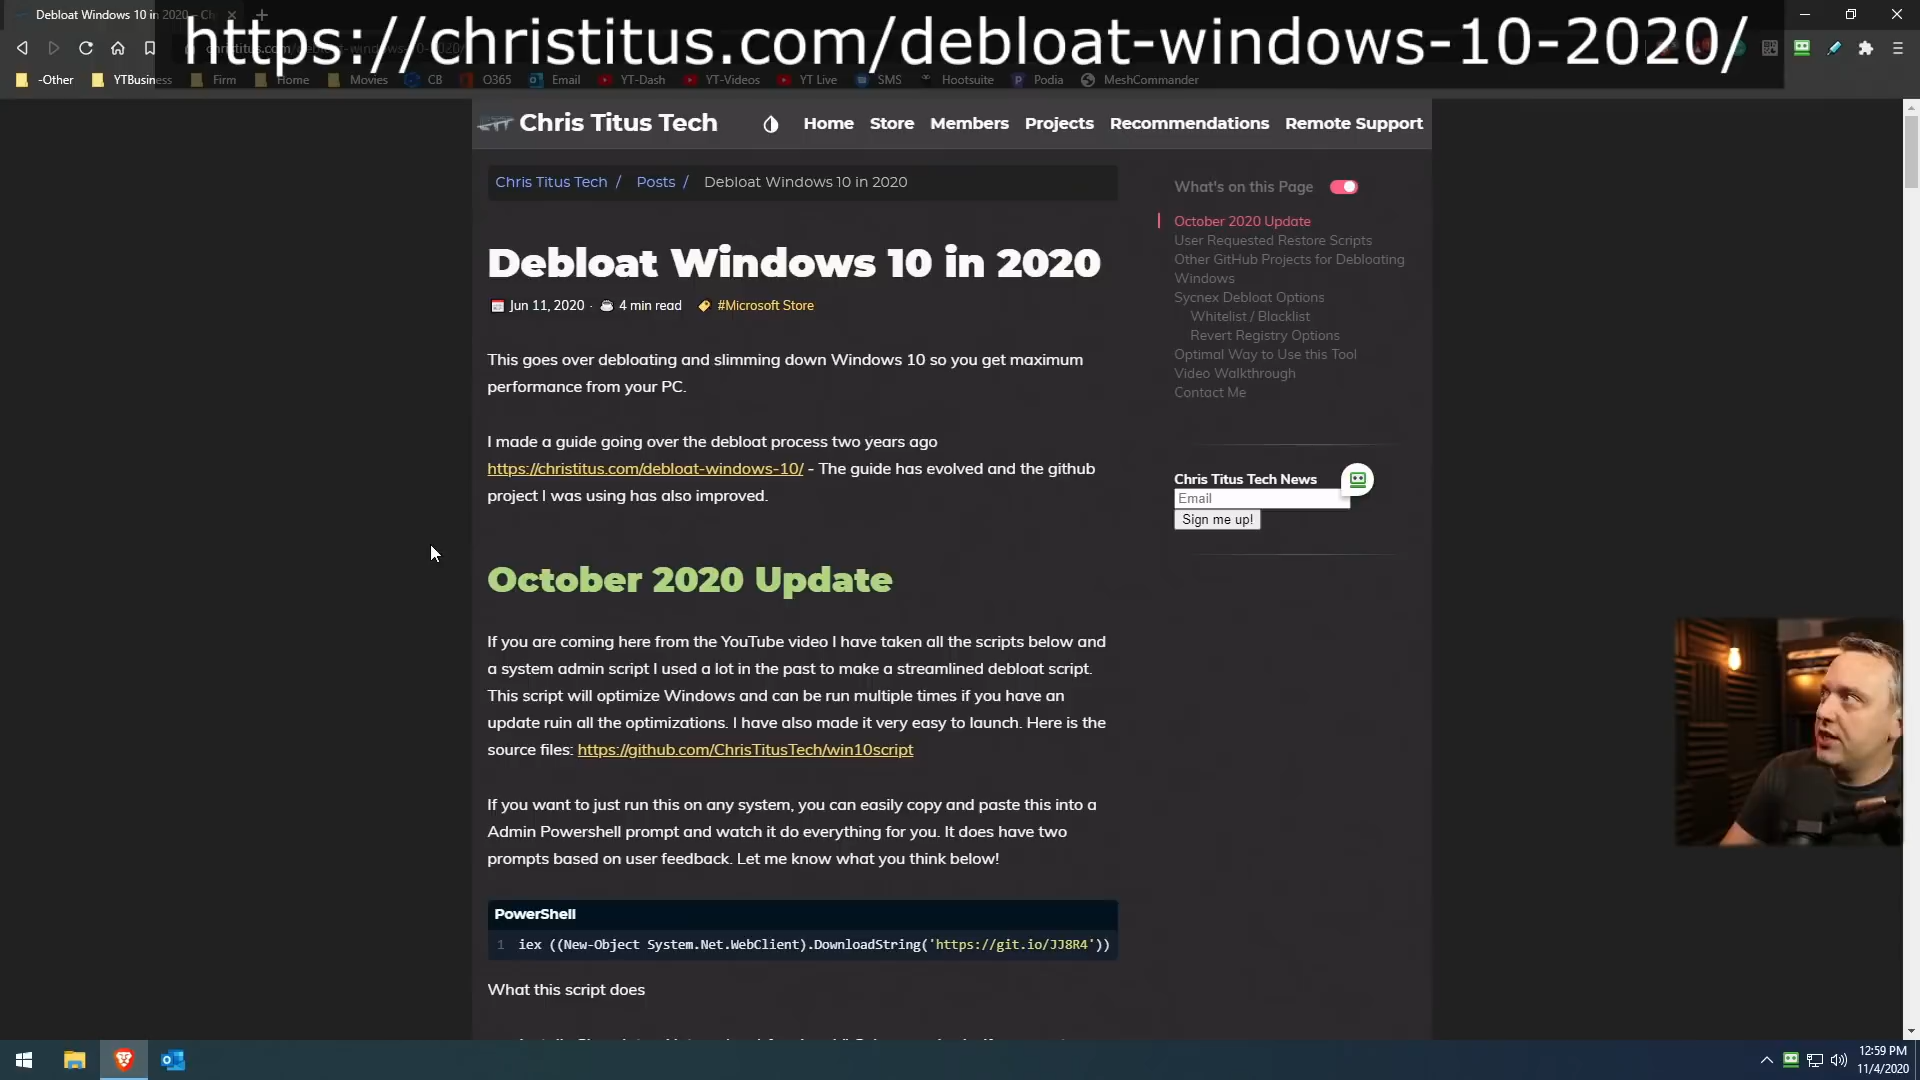 Debloat Windows 10 in 2020 - Ch
https://christitus.com/debloat-windows-10-2020/
-Other YTBusiness Firm Home Movies CB O365 Email YT-Dash YT-Videos YT Live SMS Hootsuite Podia MeshCommander
Chris Titus Tech Home Store Members Projects Recommendations Remote Support
Chris Titus Tech / Posts / Debloat Windows 10 in 2020
Debloat Windows 10 in 2020
Jun 11, 2020 · 4 min read #Microsoft Store
This goes over debloating and slimming down Windows 10 so you get maximum
performance from your PC.
I made a guide going over the debloat process two years ago
https://christitus.com/debloat-windows-10/ - The guide has evolved and the github
project I was using has also improved.
October 2020 Update
If you are coming here from the YouTube video I have taken all the scripts below and
a system admin script I used a lot in the past to make a streamlined debloat script.
This script will optimize Windows and can be run multiple times if you have an
update ruin all the optimizations. I have also made it very easy to launch. Here is the
source files: https://github.com/ChrisTitusTech/win10script
If you want to just run this on any system, you can easily copy and paste this into a
Admin Powershell prompt and watch it do everything for you. It does have two
prompts based on user feedback. Let me know what you think below!
PowerShell
1 iex ((New-Object System.Net.WebClient).DownloadString('https://git.io/JJ8R4'))
What this script does
What's on this Page
October 2020 Update
User Requested Restore Scripts
Other GitHub Projects for Debloating
Windows
Sycnex Debloat Options
Whitelist / Blacklist
Revert Registry Options
Optimal Way to Use this Tool
Video Walkthrough
Contact Me
Chris Titus Tech News
Email
Sign me up!
12:59 PM
11/4/2020